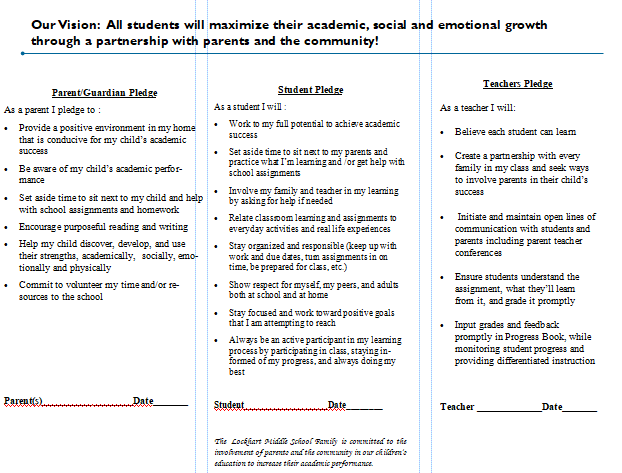 Our Vision: All students will maximize their academic, social and emotional growth
through a partnership with parents and the community!
Parent/Guardian Pledge
As a parent I pledge to :
• Provide a positive environment in my home
that is conducive for my child's academic
success
• Be aware of my child's academic perfor-
mance
• Set aside time to sit next to my child and help
with school assignments and homework
• Encourage purposeful reading and writing
• Help my child discover, develop, and use
their strengths, academically, socially, emo-
tionally and physically
• Commit to volunteer my time and/or re-
sources to the school
Parent(s)____________________Date_______
Student Pledge
As a student I will :
• Work to my full potential to achieve academic
success
• Set aside time to sit next to my parents and
practice what I'm learning and /or get help with
school assignments
• Involve my family and teacher in my learning
by asking for help if needed
• Relate classroom learning and assignments to
everyday activities and real life experiences
• Stay organized and responsible (keep up with
work and due dates, turn assignments in on
time, be prepared for class, etc.)
• Show respect for myself, my peers, and adults
both at school and at home
• Stay focused and work toward positive goals
that I am attempting to reach
• Always be an active participant in my learning
process by participating in class, staying in-
formed of my progress, and always doing my
best
Student__________________Date_______
The Lockhart Middle School Family is committed to the
involvement of parents and the community in our children's
education to increase their academic performance.
Teachers Pledge
As a teacher I will:
• Believe each student can learn
• Create a partnership with every
family in my class and seek ways
to involve parents in their child's
success
• Initiate and maintain open lines of
communication with students and
parents including parent teacher
conferences
• Ensure students understand the
assignment, what they'll learn
from it, and grade it promptly
• Input grades and feedback
promptly in Progress Book, while
monitoring student progress and
providing differentiated instruction
Teacher _____________Date_______